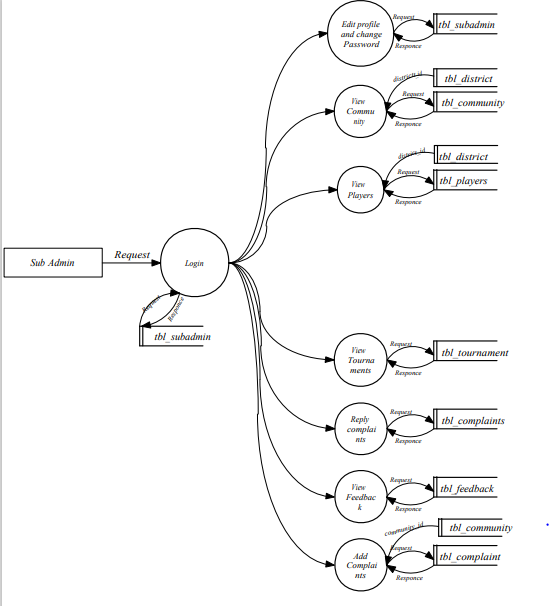 Edit profile
and change
Password
Request
Responce
tbl_subadmin
district_id
tbl_district
View
Commu
nity
Request
Responce
tbl_community
district_id
tbl_district
View
Players
Request
Responce
tbl_players
Sub Admin
Request
Login
Request
Responce
tbl_subadmin
View
Tourna
ments
Request
Responce
tbl_tournament
Reply
complai
nts
Request
Responce
tbl_complaints
View
Feedbac
k
Request
Responce
tbl_feedback
community_id
tbl_community
Add
Complai
nts
Request
Responce
tbl_complaint